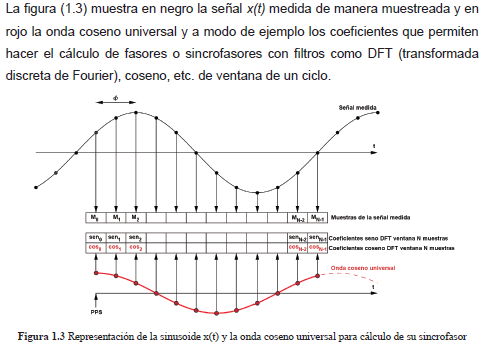 La figura (1.3) muestra en negro la señal x(t) medida de manera muestreada y en
rojo la onda coseno universal y a modo de ejemplo los coeficientes que permiten
hacer el cálculo de fasores o sincrofasores con filtros como DFT (transformada
discreta de Fourier), coseno, etc. de ventana de un ciclo.
ϕ
Señal medida
t
M0 M1 M2 MN-2 MN-1 Muestras de la señal medida
sen0 sen1 sen2 senN-2 senN-1 Coeficientes seno DFT ventana N muestras
cos0 cos1 cos2 cosN-2 cosN-1 Coeficientes coseno DFT ventana N muestras
Onda coseno universal
t
PPS
Figura 1.3 Representación de la sinusoide x(t) y la onda coseno universal para cálculo de su sincrofasor